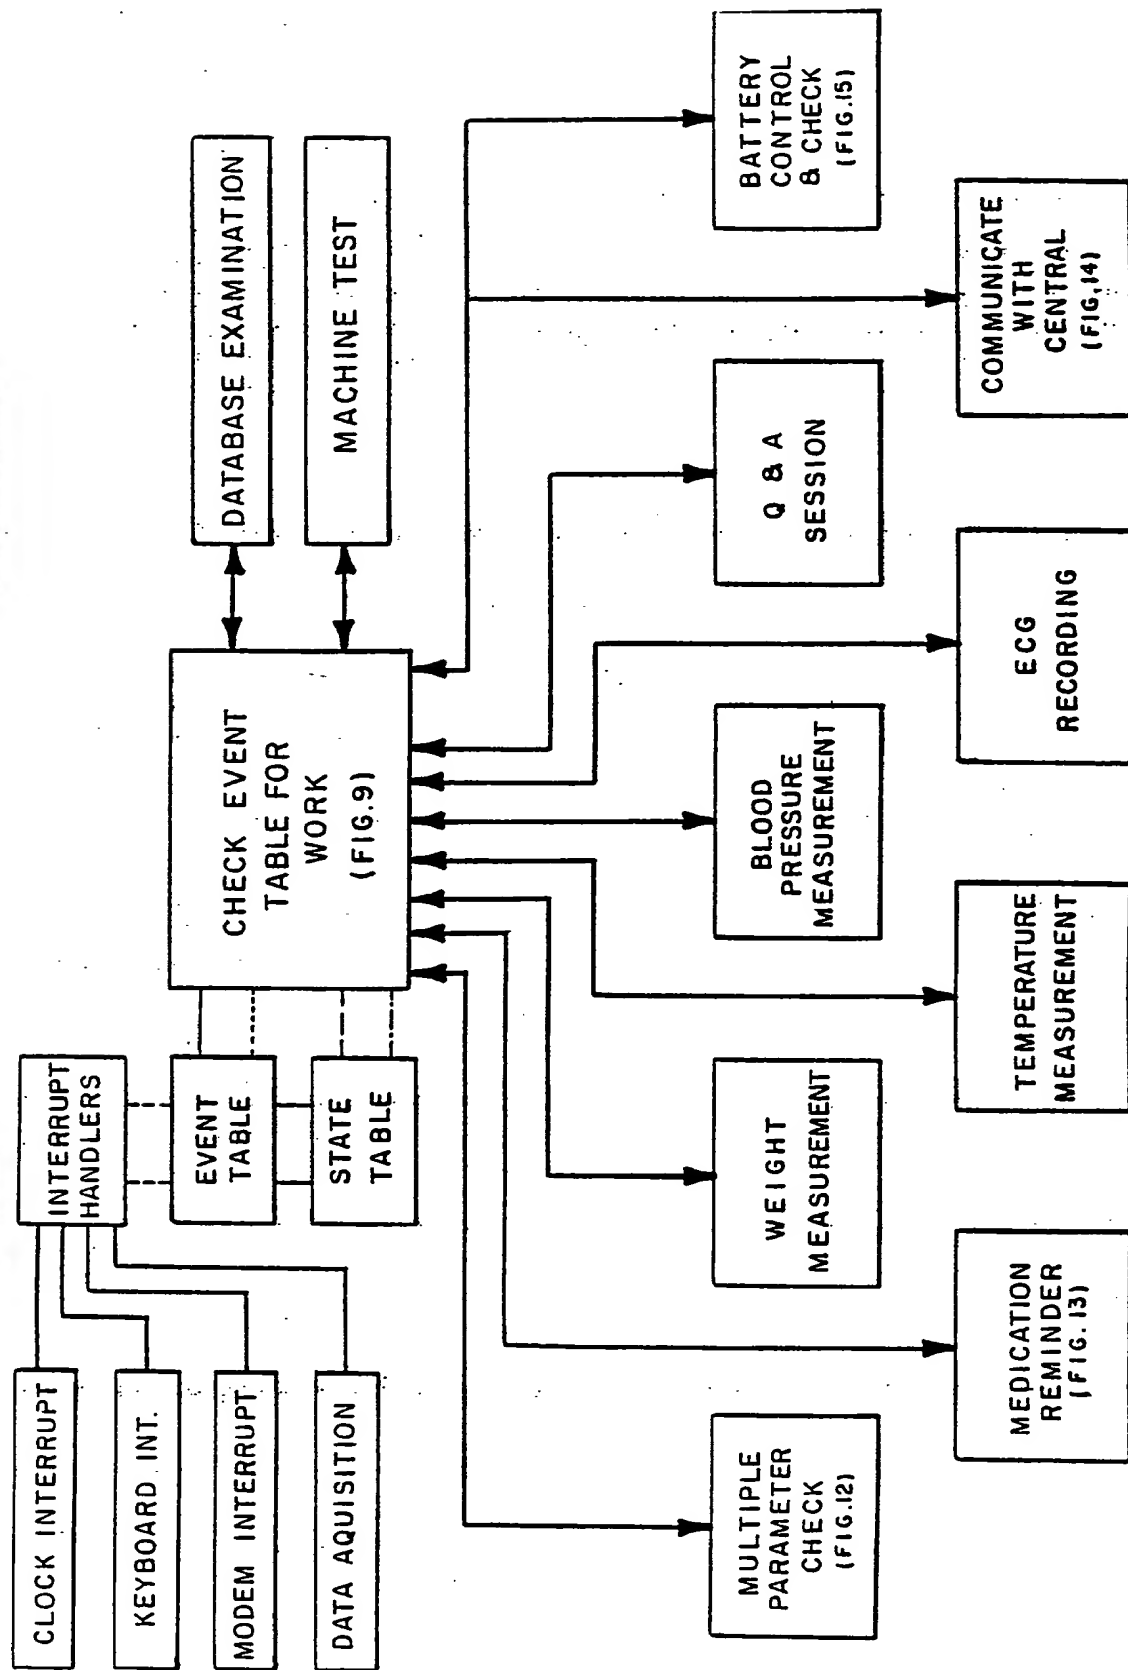 CLOCK INTERRUPT
KEYBOARD INT.
MODEM INTERRUPT
DATA AQUISITION
INTERRUPT
HANDLERS
EVENT
TABLE
STATE
TABLE
CHECK EVENT
TABLE FOR
WORK
(FIG.9)
DATABASE EXAMINATION
MACHINE TEST
MULTIPLE
PARAMETER
CHECK
(FIG.12)
MEDICATION
REMINDER
(FIG.13)
WEIGHT
MEASUREMENT
TEMPERATURE
MEASUREMENT
BLOOD
PRESSURE
MEASUREMENT
ECG
RECORDING
Q & A
SESSION
COMMUNICATE
WITH
CENTRAL
(FIG,14)
BATTERY
CONTROL
& CHECK
(FIG.15)